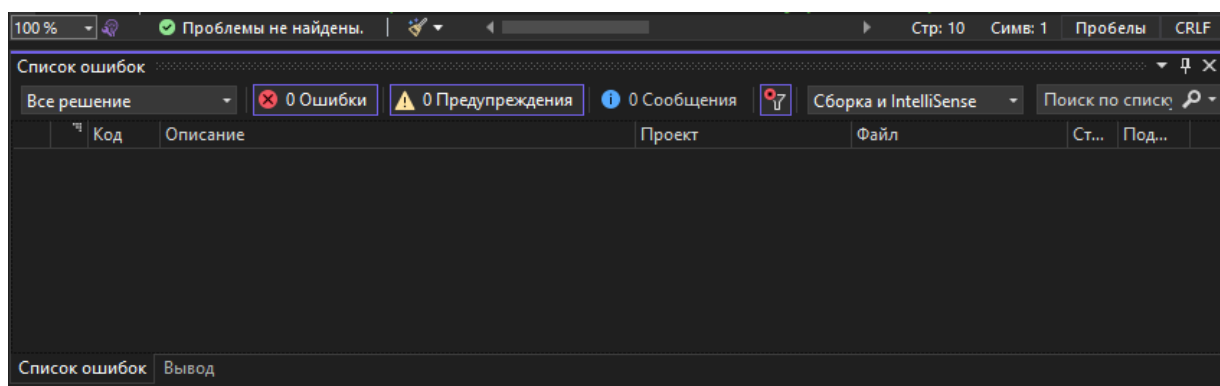 100 % Проблемы не найдены. Стр: 10 Симв: 1 Пробелы CRLF
Список ошибок
Все решение 0 Ошибки 0 Предупреждения 0 Сообщения Сборка и IntelliSense Поиск по списку
Код Описание Проект Файл Ст... Под...
Список ошибок Вывод